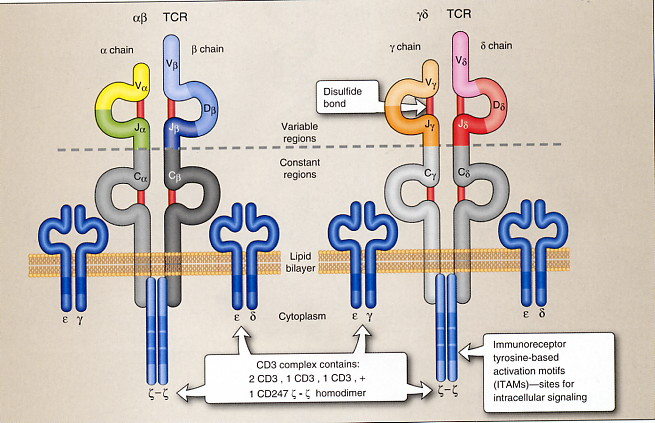 αβ TCR
γδ TCR
α chain
β chain
γ chain
δ chain
Vα
Vβ
Dβ
Jα
Jβ
Cα
Cβ
Disulfide
bond
Variable
regions
Constant
regions
Vγ
Vδ
Dδ
Jγ
Jδ
Cγ
Cδ
Lipid
bilayer
Cytoplasm
ε γ
ε δ
ε γ
ε δ
ζ–ζ
ζ–ζ
CD3 complex contains:
2 CD3 , 1 CD3 , 1 CD3 , +
1 CD247 ζ - ζ homodimer
Immunoreceptor
tyrosine-based
activation motifs
(ITAMs)—sites for
intracellular signaling